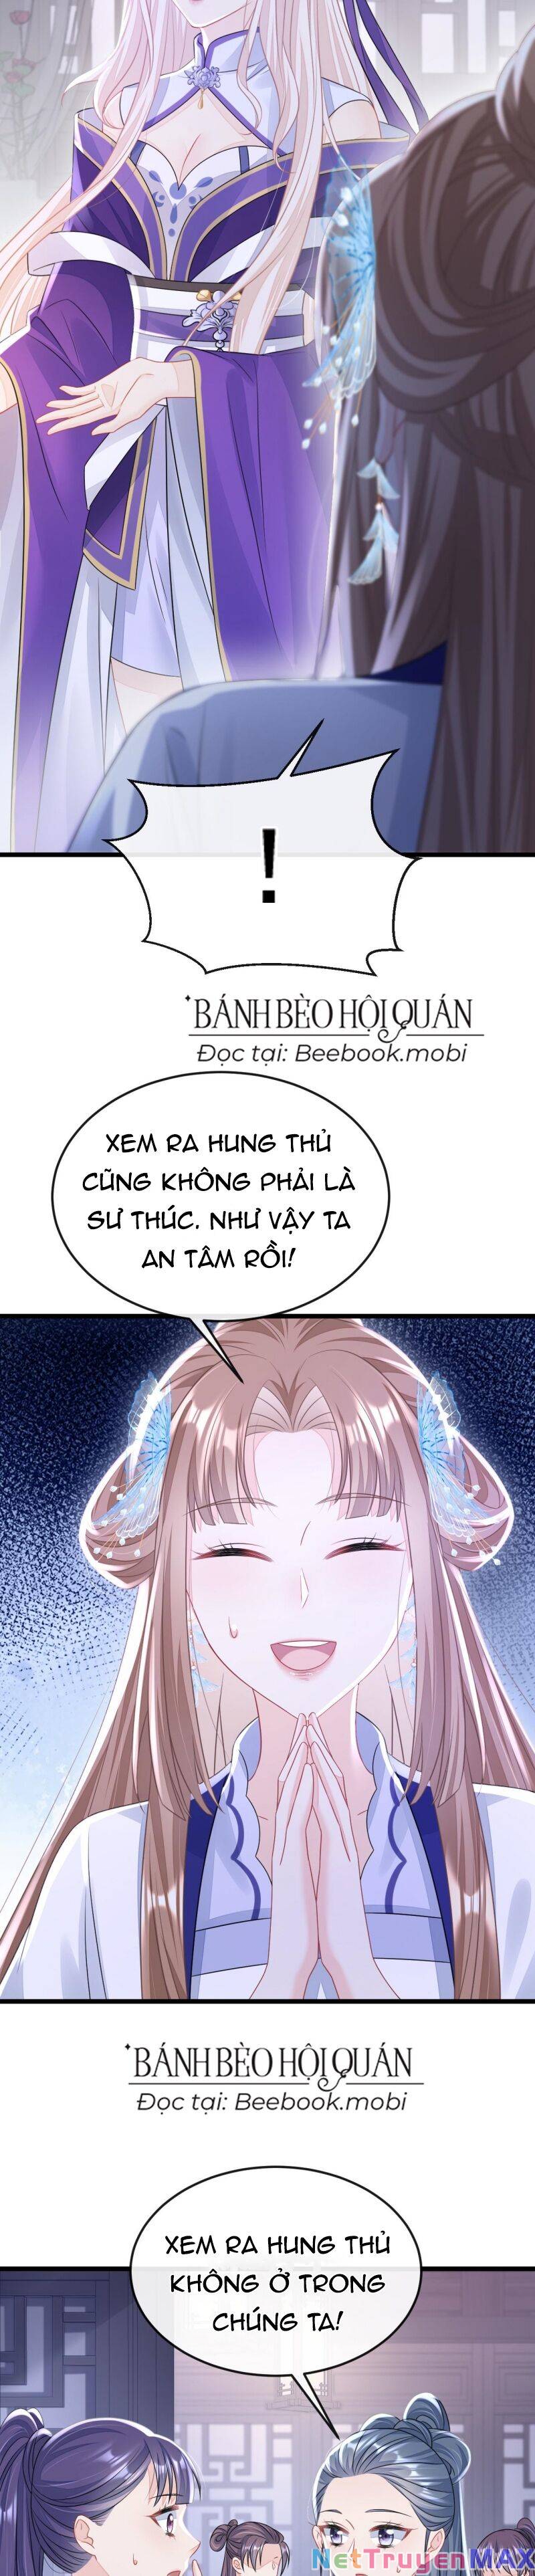 !
BÁNH BÈO HỘI QUÁN
Đọc tại: Beebook.mobi
XEM RA HUNG THỦ
CŨNG KHÔNG PHẢI LÀ
SƯ THÚC. NHƯ VẬY TA
AN TÂM RỒI!
BÁNH BÈO HỘI QUÁN
Đọc tại: Beebook.mobi
XEM RA HUNG THỦ
KHÔNG Ở TRONG
CHÚNG TA!
NETTRUYENMAX